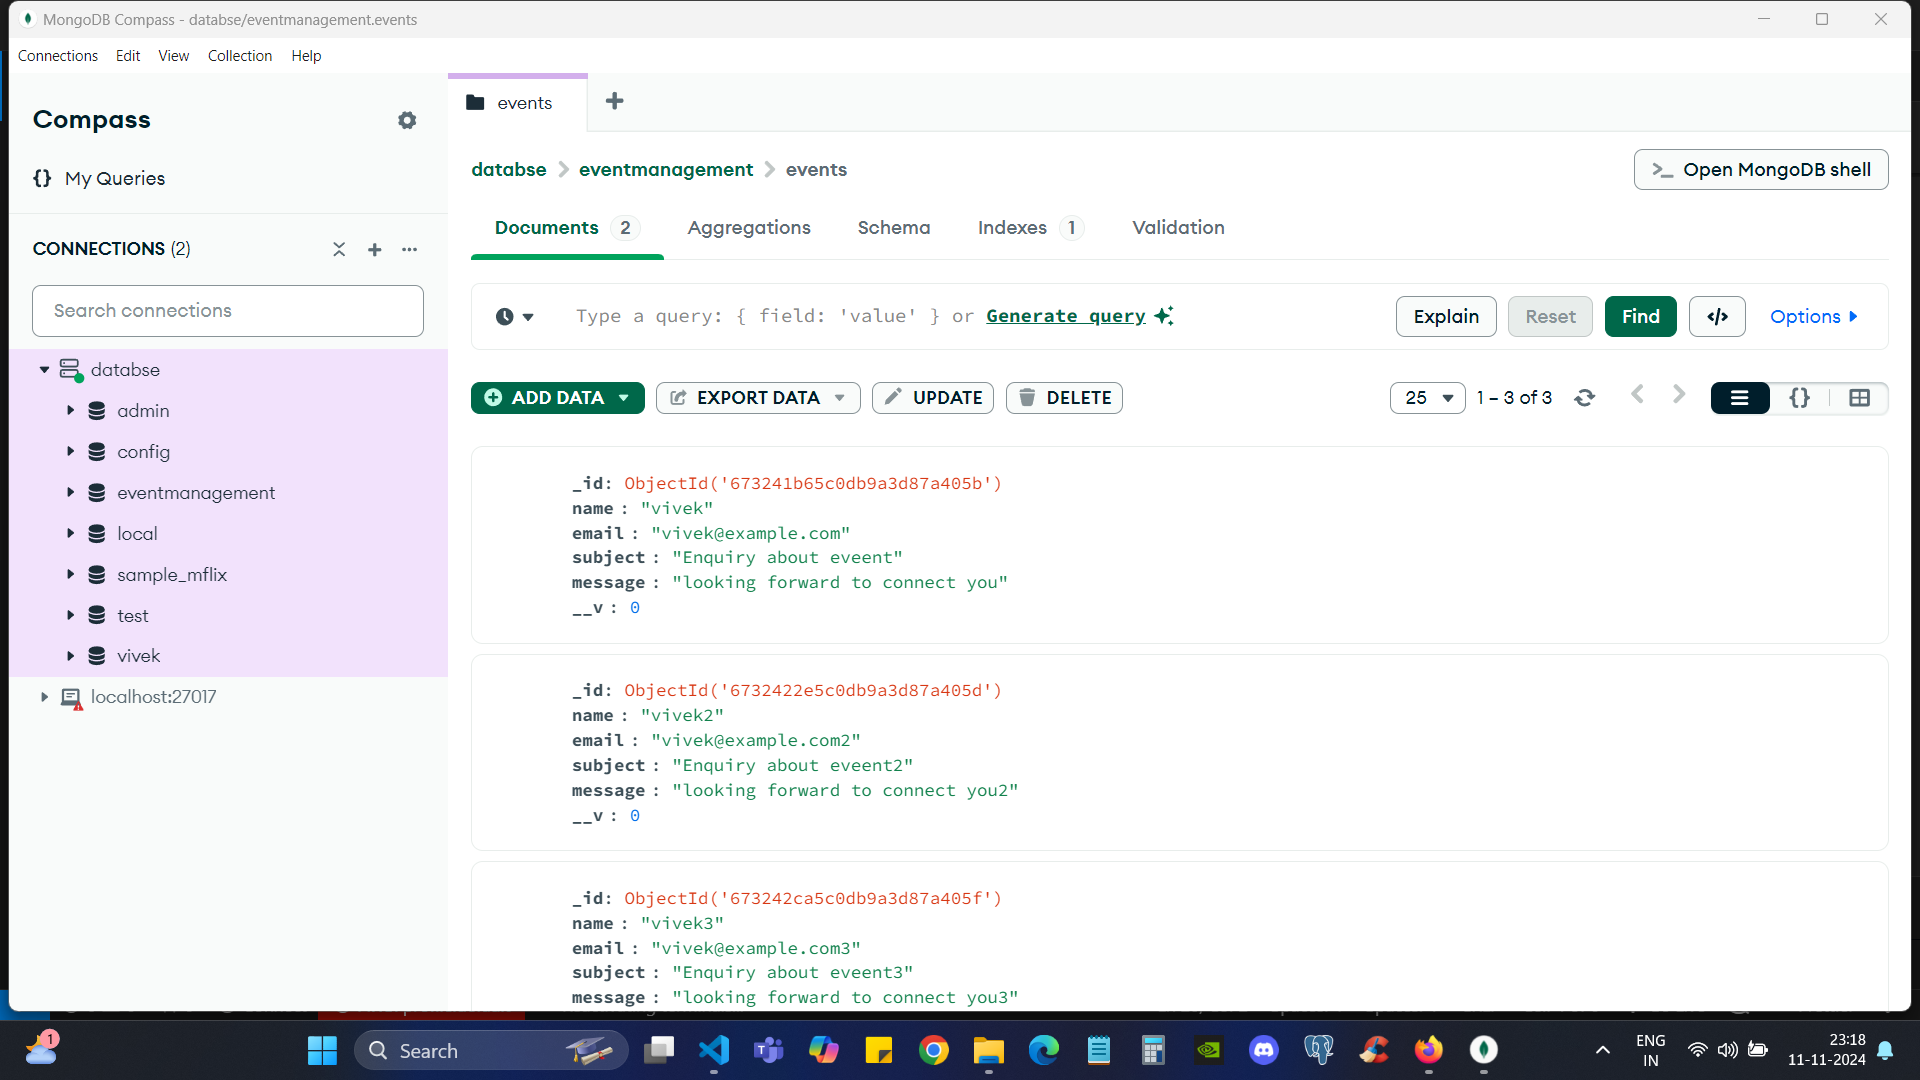 MongoDB Compass - databse/eventmanagement.events
Connections Edit View Collection Help
Compass
My Queries
CONNECTIONS (2)
Search connections
databse
admin
config
eventmanagement
local
sample_mflix
test
vivek
localhost:27017
events
databse > eventmanagement > events
>_ Open MongoDB shell
Documents 2 Aggregations Schema Indexes 1 Validation
Type a query: { field: 'value' } or Generate query
Explain Reset Find </> Options
ADD DATA EXPORT DATA UPDATE DELETE
25 1 – 3 of 3 {}
_id: ObjectId('673241b65c0db9a3d87a405b')
name : "vivek"
email : "vivek@example.com"
subject : "Enquiry about eveent"
message : "looking forward to connect you"
__v : 0
_id: ObjectId('6732422e5c0db9a3d87a405d')
name : "vivek2"
email : "vivek@example.com2"
subject : "Enquiry about eveent2"
message : "looking forward to connect you2"
__v : 0
_id: ObjectId('673242ca5c0db9a3d87a405f')
name : "vivek3"
email : "vivek@example.com3"
subject : "Enquiry about eveent3"
message : "looking forward to connect you3"
1
Search
ENG
IN
23:18
11-11-2024